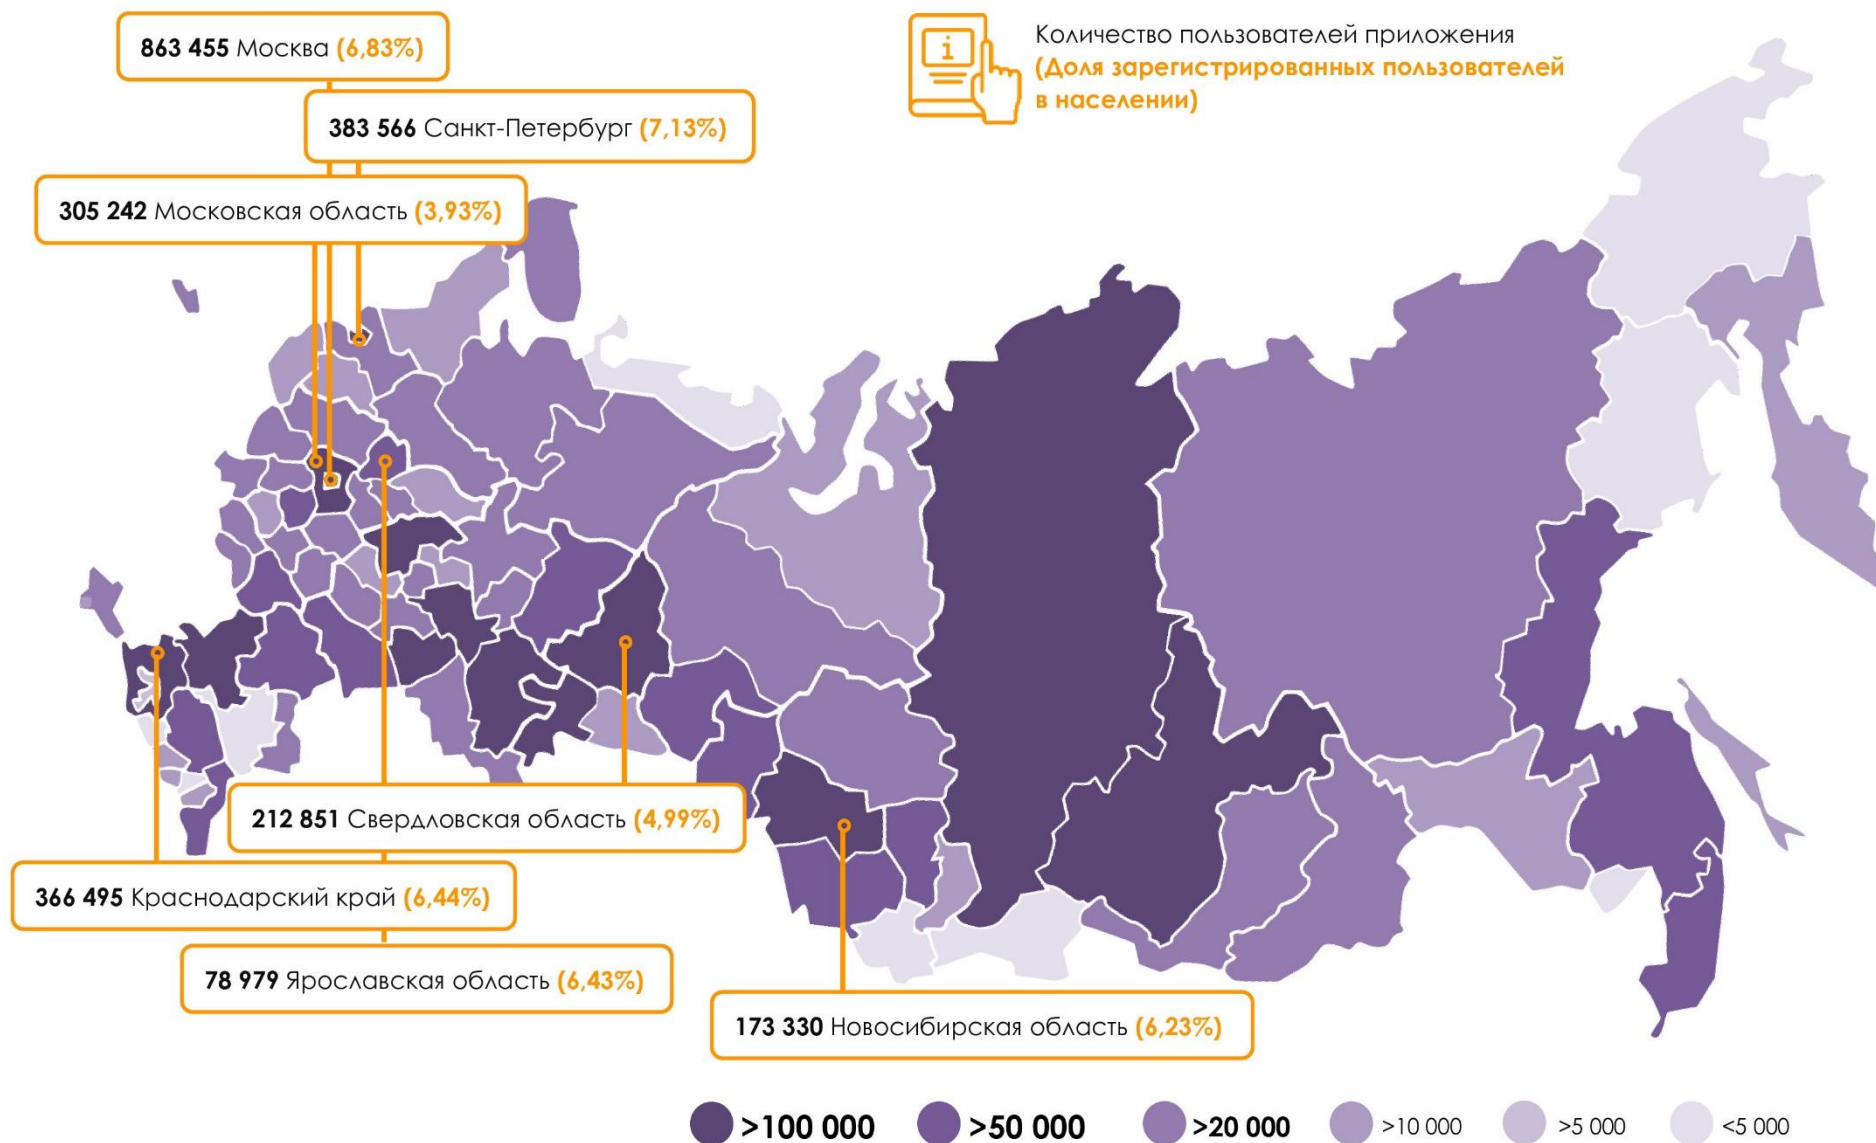 863 455 Москва (6,83%)
Количество пользователей приложения
(Доля зарегистрированных пользователей
в населении)
383 566 Санкт-Петербург (7,13%)
305 242 Московская область (3,93%)
212 851 Свердловская область (4,99%)
366 495 Краснодарский край (6,44%)
78 979 Ярославская область (6,43%)
173 330 Новосибирская область (6,23%)
>100 000 >50 000 >20 000 >10 000 >5 000 <5 000